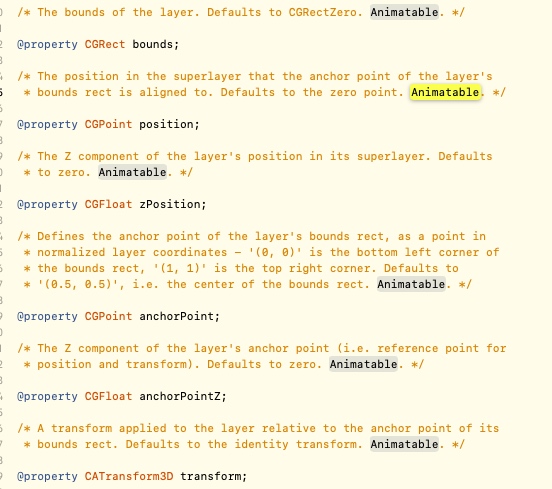 /* The bounds of the layer. Defaults to CGRectZero. Animatable. */
@property CGRect bounds;
/* The position in the superlayer that the anchor point of the layer's
* bounds rect is aligned to. Defaults to the zero point. Animatable. */
@property CGPoint position;
/* The Z component of the layer's position in its superlayer. Defaults
* to zero. Animatable. */
@property CGFloat zPosition;
/* Defines the anchor point of the layer's bounds rect, as a point in
* normalized layer coordinates - '(0, 0)' is the bottom left corner of
* the bounds rect, '(1, 1)' is the top right corner. Defaults to
* '(0.5, 0.5)', i.e. the center of the bounds rect. Animatable. */
@property CGPoint anchorPoint;
/* The Z component of the layer's anchor point (i.e. reference point for
* position and transform). Defaults to zero. Animatable. */
@property CGFloat anchorPointZ;
/* A transform applied to the layer relative to the anchor point of its
* bounds rect. Defaults to the identity transform. Animatable. */
@property CATransform3D transform;